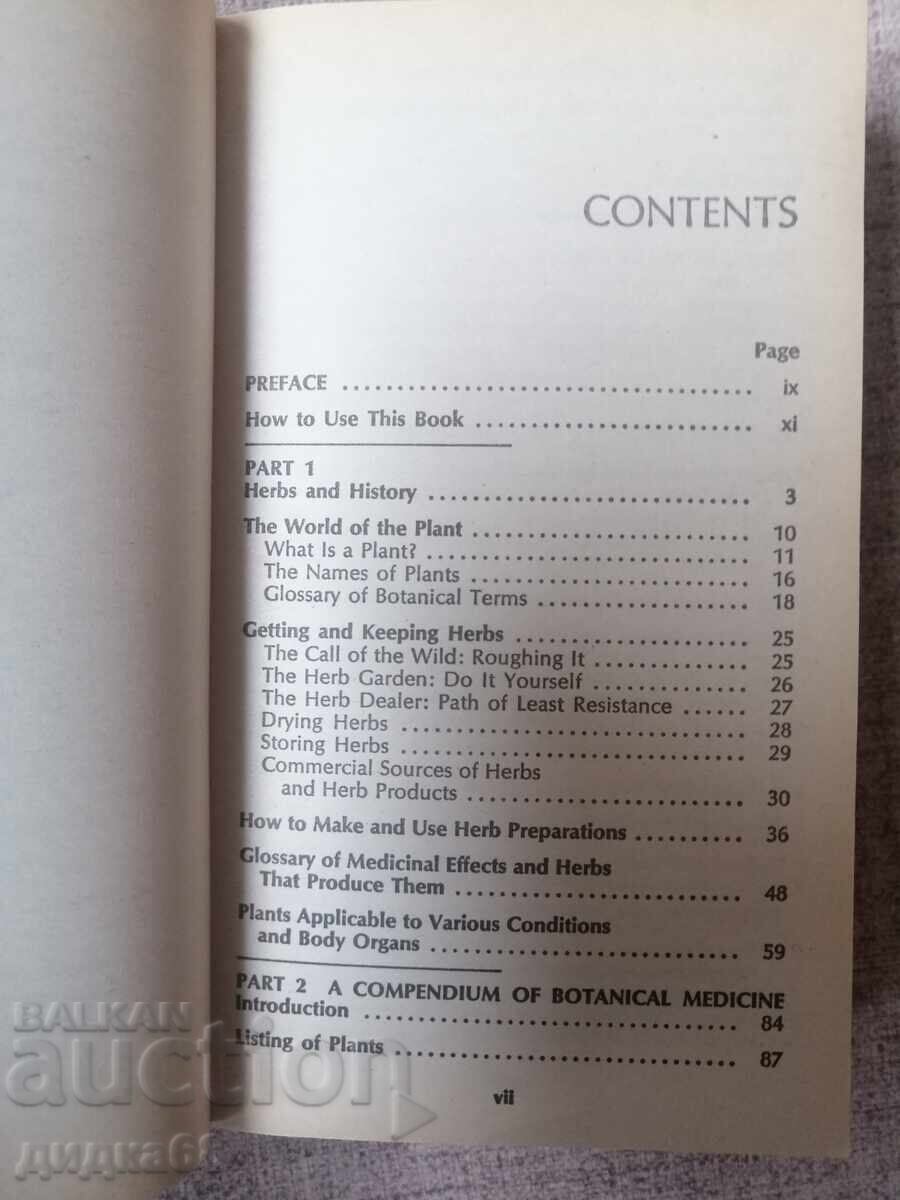 CONTENTS
Page
PREFACE ........................................ ix
How to Use This Book ........................... xi
PART 1
Herbs and History .............................. 3
The World of the Plant ......................... 10
What Is a Plant? ............................... 11
The Names of Plants ............................ 16
Glossary of Botanical Terms .................... 18
Getting and Keeping Herbs ...................... 25
The Call of the Wild: Roughing It .............. 25
The Herb Garden: Do It Yourself ................ 26
The Herb Dealer: Path of Least Resistance ...... 27
Drying Herbs ................................... 28
Storing Herbs .................................. 29
Commercial Sources of Herbs
and Herb Products .............................. 30
How to Make and Use Herb Preparations .......... 36
Glossary of Medicinal Effects and Herbs
That Produce Them .............................. 48
Plants Applicable to Various Conditions
and Body Organs ................................ 59
PART 2 A COMPENDIUM OF BOTANICAL MEDICINE
Introduction ................................... 84
Listing of Plants .............................. 87
vii
BALKAN
auction
дидка6